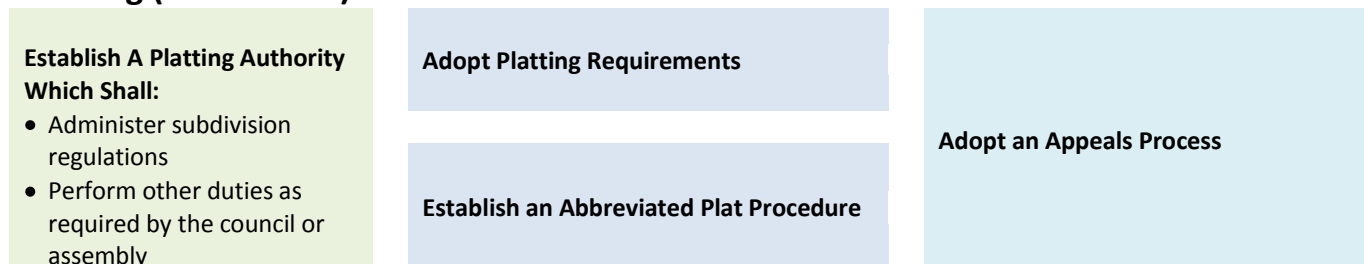 Establish A Platting Authority
Which Shall:
• Administer subdivision
regulations
• Perform other duties as
required by the council or
assembly
Adopt Platting Requirements
Establish an Abbreviated Plat Procedure
Adopt an Appeals Process